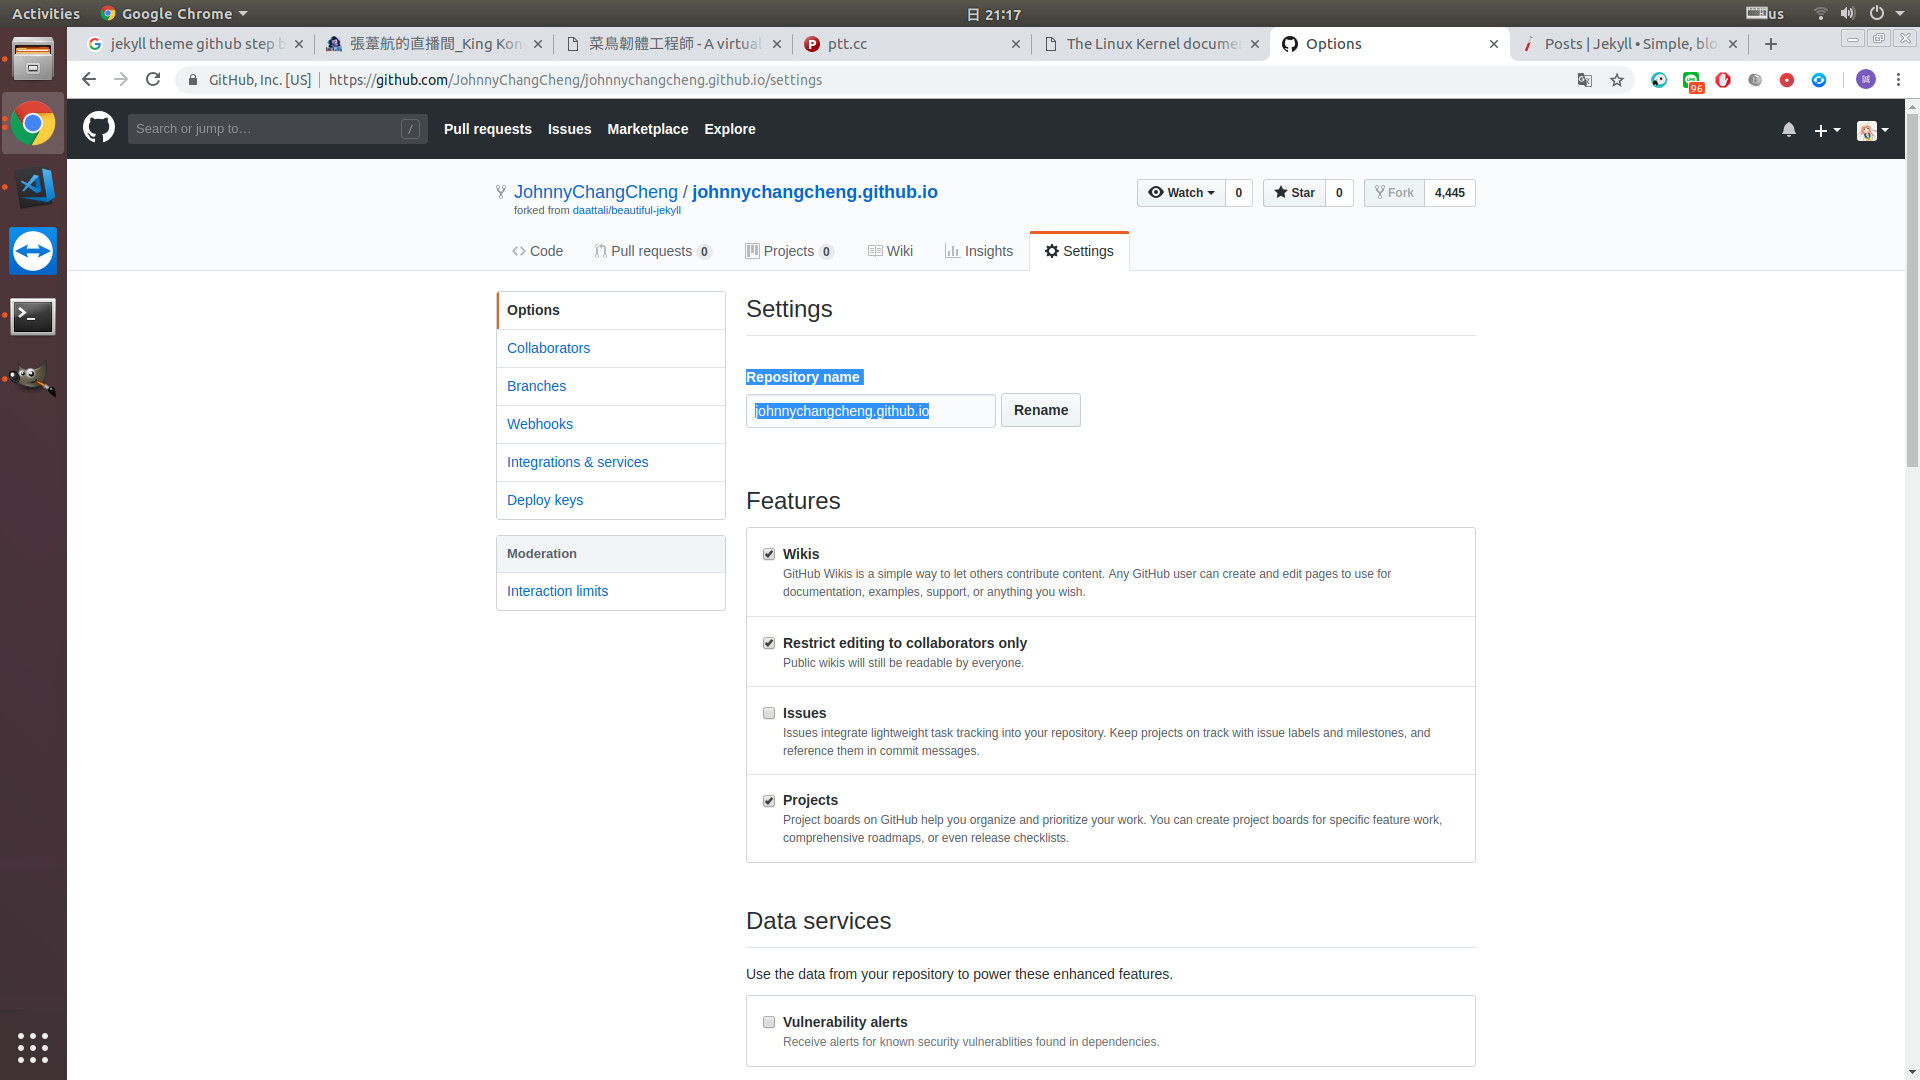 Activities
Google Chrome
日 21:17
us
jekyll theme github step b
張葦航的直播間_King Kon
菜鳥韌體工程師 - A virtual
ptt.cc
The Linux Kernel docume
Options
Posts | Jekyll • Simple, blo
GitHub, Inc. [US]
https://github.com/JohnnyChangCheng/johnnychangcheng.github.io/settings
96
Search or jump to…
/
Pull requests
Issues
Marketplace
Explore
JohnnyChangCheng / johnnychangcheng.github.io
forked from daattali/beautiful-jekyll
Watch
0
Star
0
Fork
4,445
Code
Pull requests 0
Projects 0
Wiki
Insights
Settings
Options
Collaborators
Branches
Webhooks
Integrations & services
Deploy keys
Moderation
Interaction limits
Settings
Repository name
johnnychangcheng.github.io
Rename
Features
Wikis
GitHub Wikis is a simple way to let others contribute content. Any GitHub user can create and edit pages to use for
documentation, examples, support, or anything you wish.
Restrict editing to collaborators only
Public wikis will still be readable by everyone.
Issues
Issues integrate lightweight task tracking into your repository. Keep projects on track with issue labels and milestones, and
reference them in commit messages.
Projects
Project boards on GitHub help you organize and prioritize your work. You can create project boards for specific feature work,
comprehensive roadmaps, or even release checklists.
Data services
Use the data from your repository to power these enhanced features.
Vulnerability alerts
Receive alerts for known security vulnerablities found in dependencies.